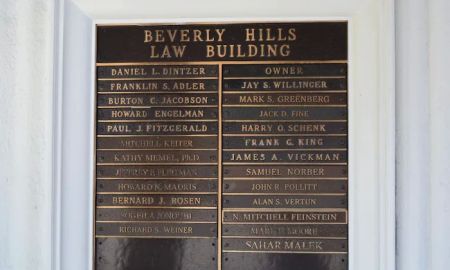 BEVERLY HILLS
LAW BUILDING
DANIEL L. DINTZER
FRANKLIN S. ADLER
BURTON C. JACOBSON
HOWARD ENGELMAN
PAUL J. FITZGERALD
MITCHELL KEITER
KATHY MEMEL, PH.D.
HOWARD N. MADRIS
BERNARD J. ROSEN
RICHARD S. WEINER
OWNER
JAY S. WILLINGER
MARK S. GREENBERG
JACK D. FINE
HARRY O. SCHENK
FRANK G. KING
JAMES A. VICKMAN
SAMUEL NORBER
JOHN R. POLLITT
ALAN S. VERTUN
N. MITCHELL FEINSTEIN
MOORE
SAHAR MALEK